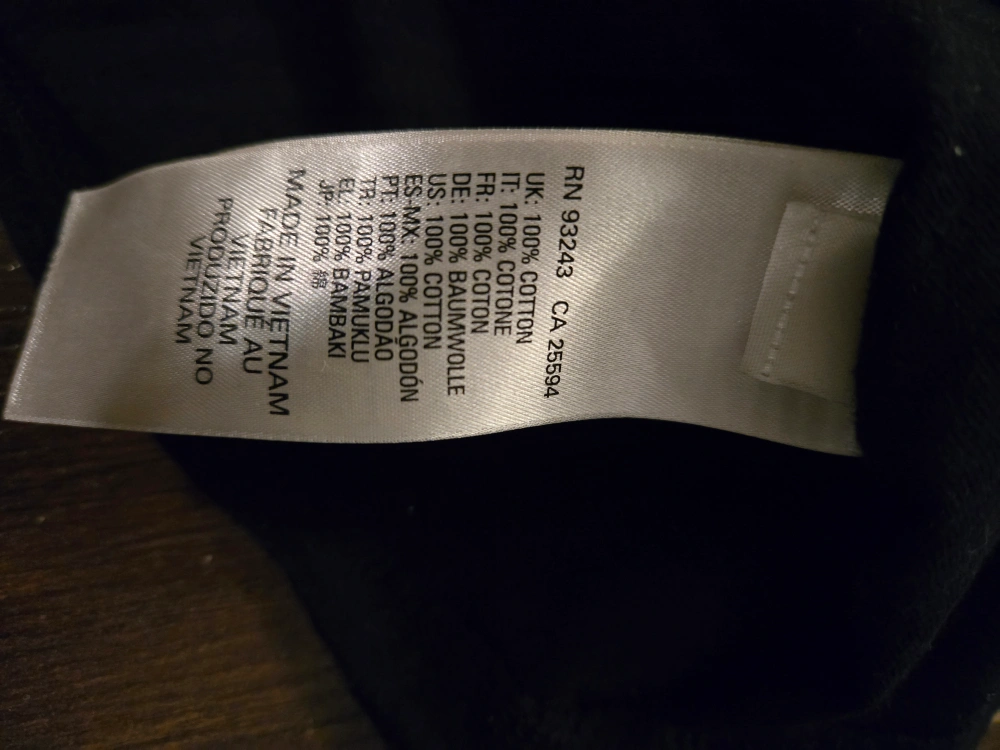 RN 93243 CA 25594
UK: 100% COTTON
IT: 100% COTONE
FR: 100% COTON
DE: 100% BAUMWOLLE
US: 100% COTTON
ES-MX: 100% ALGODÓN
PT: 100% ALGODÃO
TR: 100% PAMUKLU
EL: 100% BAMBAKI
JP: 100% 綿
MADE IN VIETNAM
FABRIQUÉ AU
VIETNAM
PRODUZIDO NO
VIETNAM